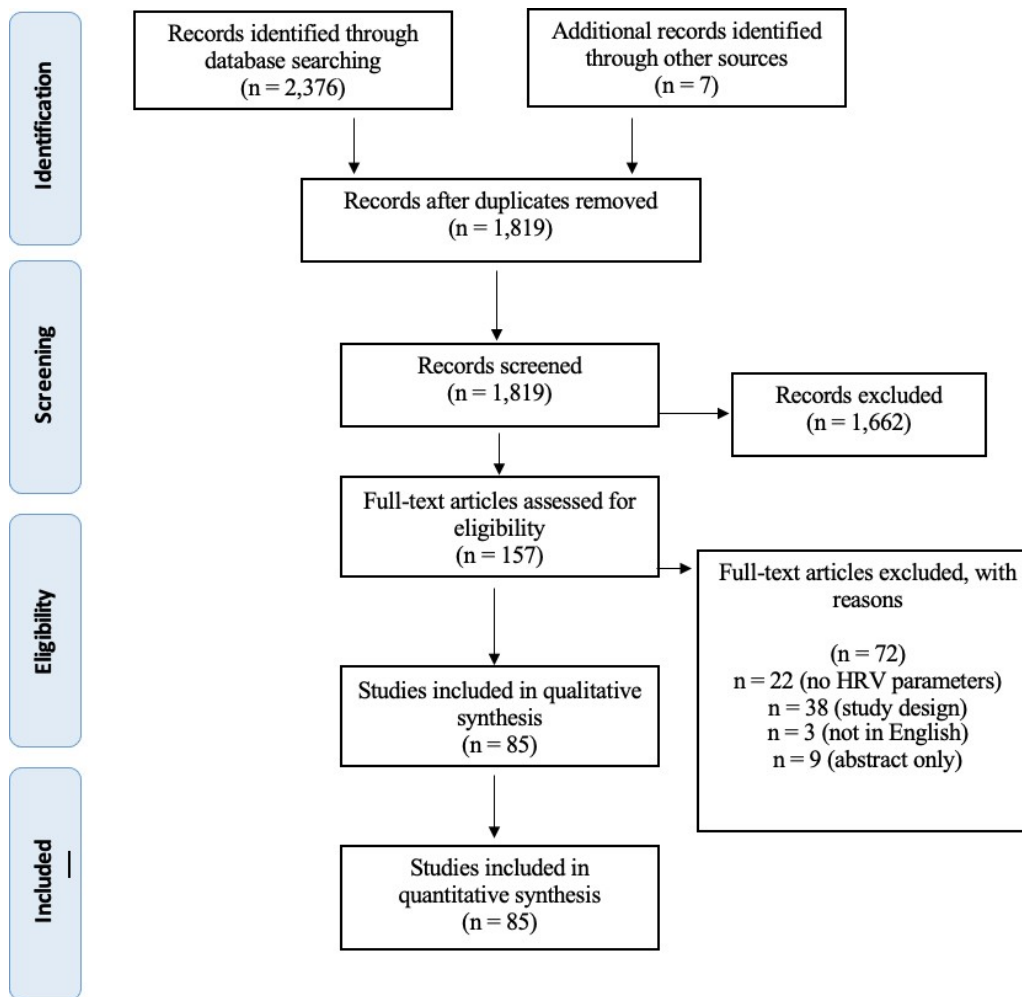 Identification
Records identified through
database searching
(n = 2,376)
Additional records identified
through other sources
(n = 7)
Records after duplicates removed
(n = 1,819)
Screening
Records screened
(n = 1,819)
Records excluded
(n = 1,662)
Eligibility
Full-text articles assessed for
eligibility
(n = 157)
Full-text articles excluded, with
reasons
(n = 72)
n = 22 (no HRV parameters)
n = 38 (study design)
n = 3 (not in English)
n = 9 (abstract only)
Studies included in qualitative
synthesis
(n = 85)
Included
Studies included in
quantitative synthesis
(n = 85)